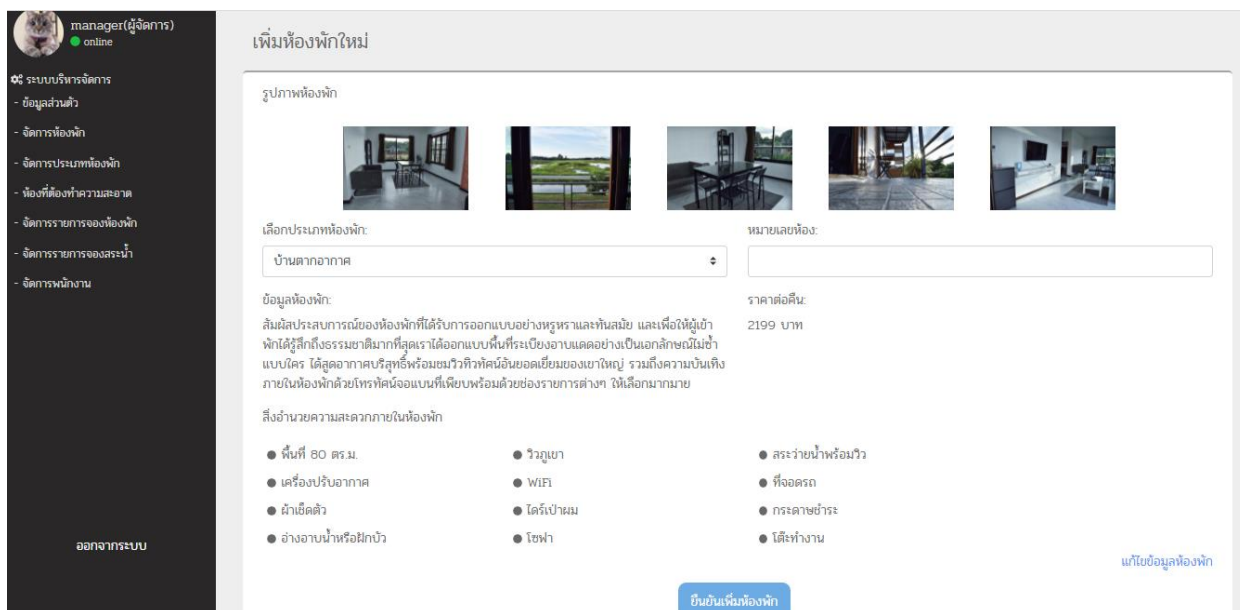 manager(ผู้จัดการ)
online
ระบบบริหารจัดการ
- ข้อมูลส่วนตัว
- จัดการห้องพัก
- จัดการประเภทห้องพัก
- ห้องที่ต้องทำความสะอาด
- จัดการรายการจองห้องพัก
- จัดการรายการจองสระน้ำ
- จัดการพนักงาน
ออกจากระบบ
เพิ่มห้องพักใหม่
รูปภาพห้องพัก
เลือกประเภทห้องพัก:
บ้านตากอากาศ
หมายเลขห้อง:
ข้อมูลห้องพัก:
สัมผัสประสบการณ์ของห้องพักที่ได้รับการออกแบบอย่างหรูหราและทันสมัย และเพื่อให้ผู้เข้า
พักได้รู้สึกถึงธรรมชาติมากที่สุดเราได้ออกแบบพื้นที่ระเบียงอาบแดดอย่างเป็นเอกลักษณ์ไม่ซ้ำ
แบบใคร ได้สูดอากาศบริสุทธิ์พร้อมชมวิวทิวทัศน์อันยอดเยี่ยมของเขาใหญ่ รวมถึงความบันเทิง
ภายในห้องพักด้วยโทรทัศน์จอแบนที่เพียบพร้อมด้วยช่องรายการต่างๆ ให้เลือกมากมาย
ราคาต่อคืน:
2199 บาท
สิ่งอำนวยความสะดวกภายในห้องพัก
● พื้นที่ 80 ตร.ม. ● วิวภูเขา ● สระว่ายน้ำพร้อมวิว
● เครื่องปรับอากาศ ● WiFi ● ที่จอดรถ
● ผ้าเช็ดตัว ● ไดร์เป่าผม ● กระดาษชำระ
● อ่างอาบน้ำหรือฝักบัว ● โซฟา ● โต๊ะทำงาน
แก้ไขข้อมูลห้องพัก
ยืนยันเพิ่มห้องพัก